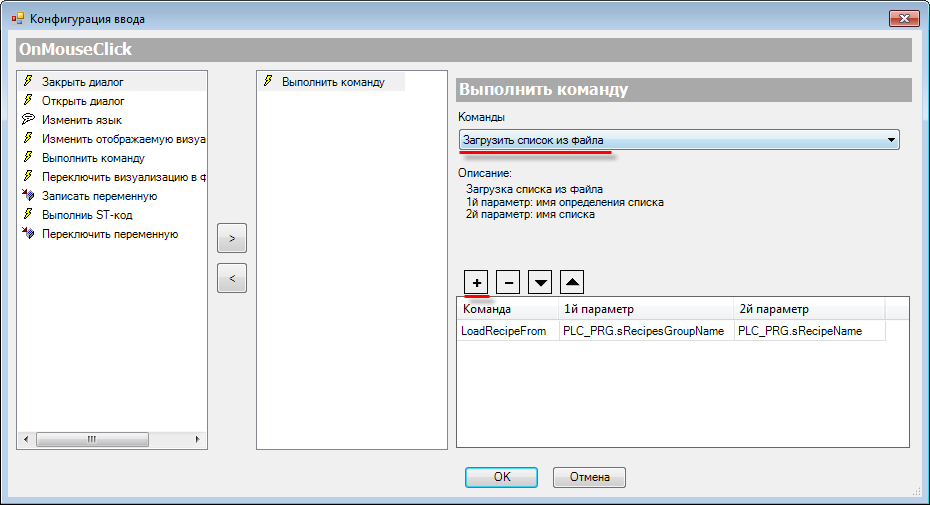 Конфигурация ввода
OnMouseClick
Закрыть диалог
Открыть диалог
Изменить язык
Изменить отображаемую визуа
Выполнить команду
Переключить визуализацию в ф
Записать переменную
Выполниь ST-код
Переключить переменную
>
<
Выполнить команду
Выполнить команду
Команды
Загрузить список из файла
Описание:
Загрузка списка из файла
1й параметр: имя определения списка
2й параметр: имя списка
+ −
Команда 1й параметр 2й параметр
LoadRecipeFrom PLC_PRG.sRecipesGroupName PLC_PRG.sRecipeName
OK Отмена